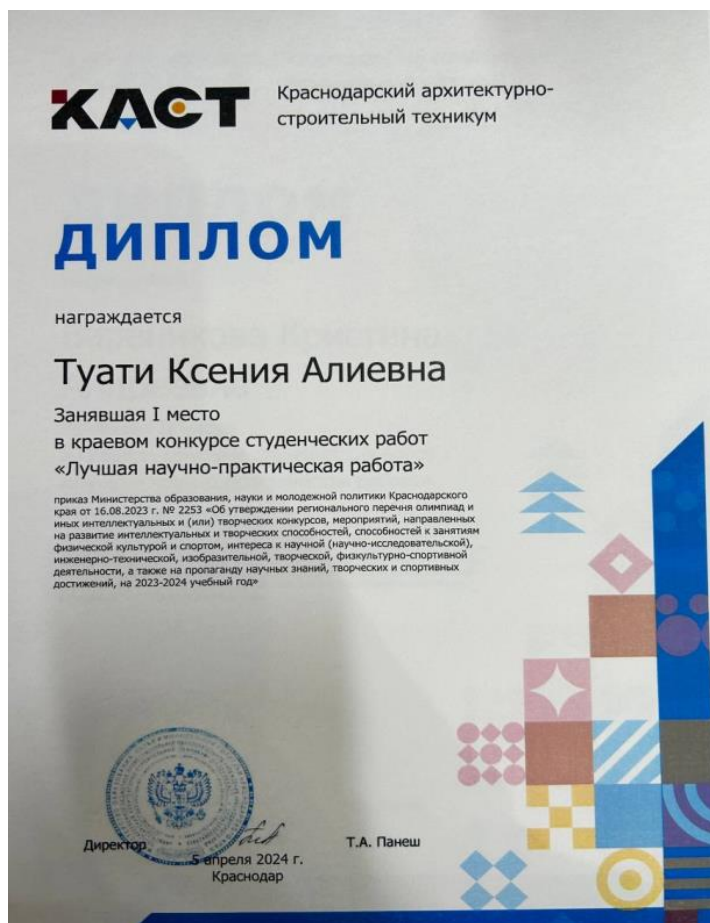 КАСТ
Краснодарский архитектурно-
строительный техникум
ДИПЛОМ
награждается
Туати Ксения Алиевна
Занявшая I место
в краевом конкурсе студенческих работ
«Лучшая научно-практическая работа»
приказ Министерства образования, науки и молодежной политики Краснодарского
края от 16.08.2023 г. № 2253 «Об утверждении регионального перечня олимпиад и
иных интеллектуальных и (или) творческих конкурсов, мероприятий, направленных
на развитие интеллектуальных и творческих способностей, способностей к занятиям
физической культурой и спортом, интереса к научной (научно-исследовательской),
инженерно-технической, изобразительной, творческой, физкультурно-спортивной
деятельности, а также на пропаганду научных знаний, творческих и спортивных
достижений, на 2023-2024 учебный год»
Директор
Т.А. Панеш
5 апреля 2024 г.
Краснодар